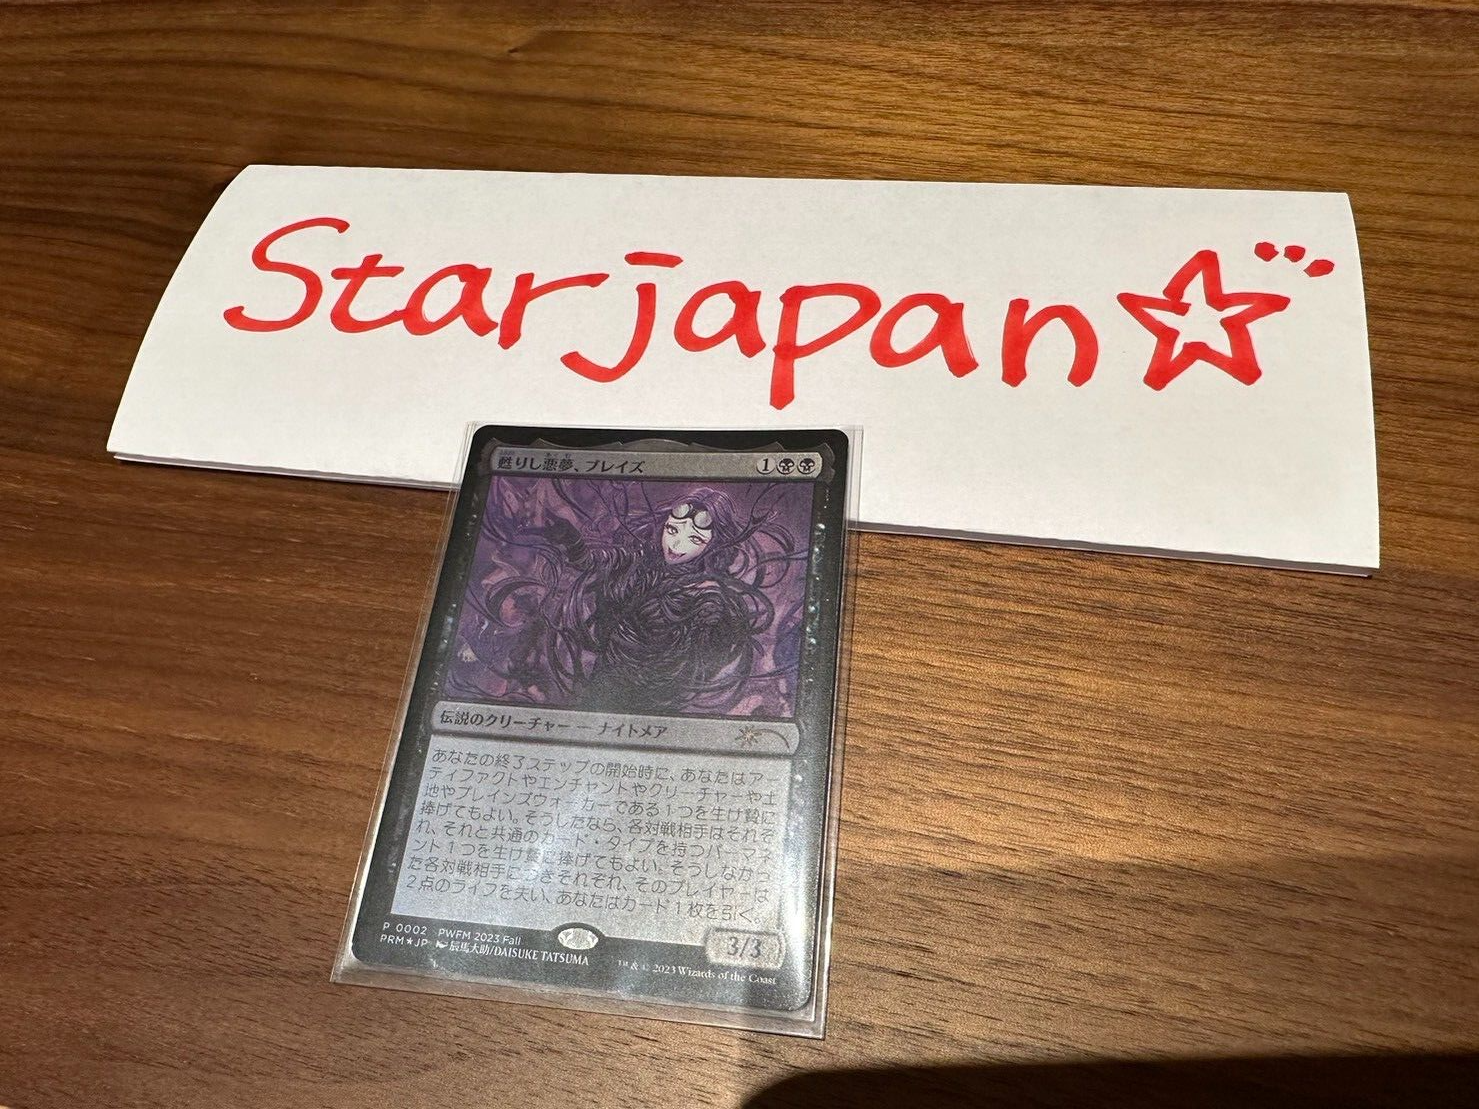 Starjapan☆...
甦りし悪夢、ブレイズ 1
伝説のクリーチャー — ナイトメア
あなたの終了ステップの開始時に、あなたはアー
ティファクトやエンチャントやクリーチャーや土
地やプレインズウォーカーである１つを生け贄に
捧げてもよい。そうしたなら、各対戦相手はそれぞ
れ、それと共通のカード・タイプを持つパーマネ
ント１つを生け贄に捧げてもよい。そうしなかっ
た各対戦相手につきそれぞれ、そのプレイヤーは
２点のライフを失い、あなたはカード１枚を引く。
3/3
P 0002 PWFM 2023 Fall
PRM★JP 辰馬大助/DAISUKE TATSUMA
™ & © 2023 Wizards of the Coast